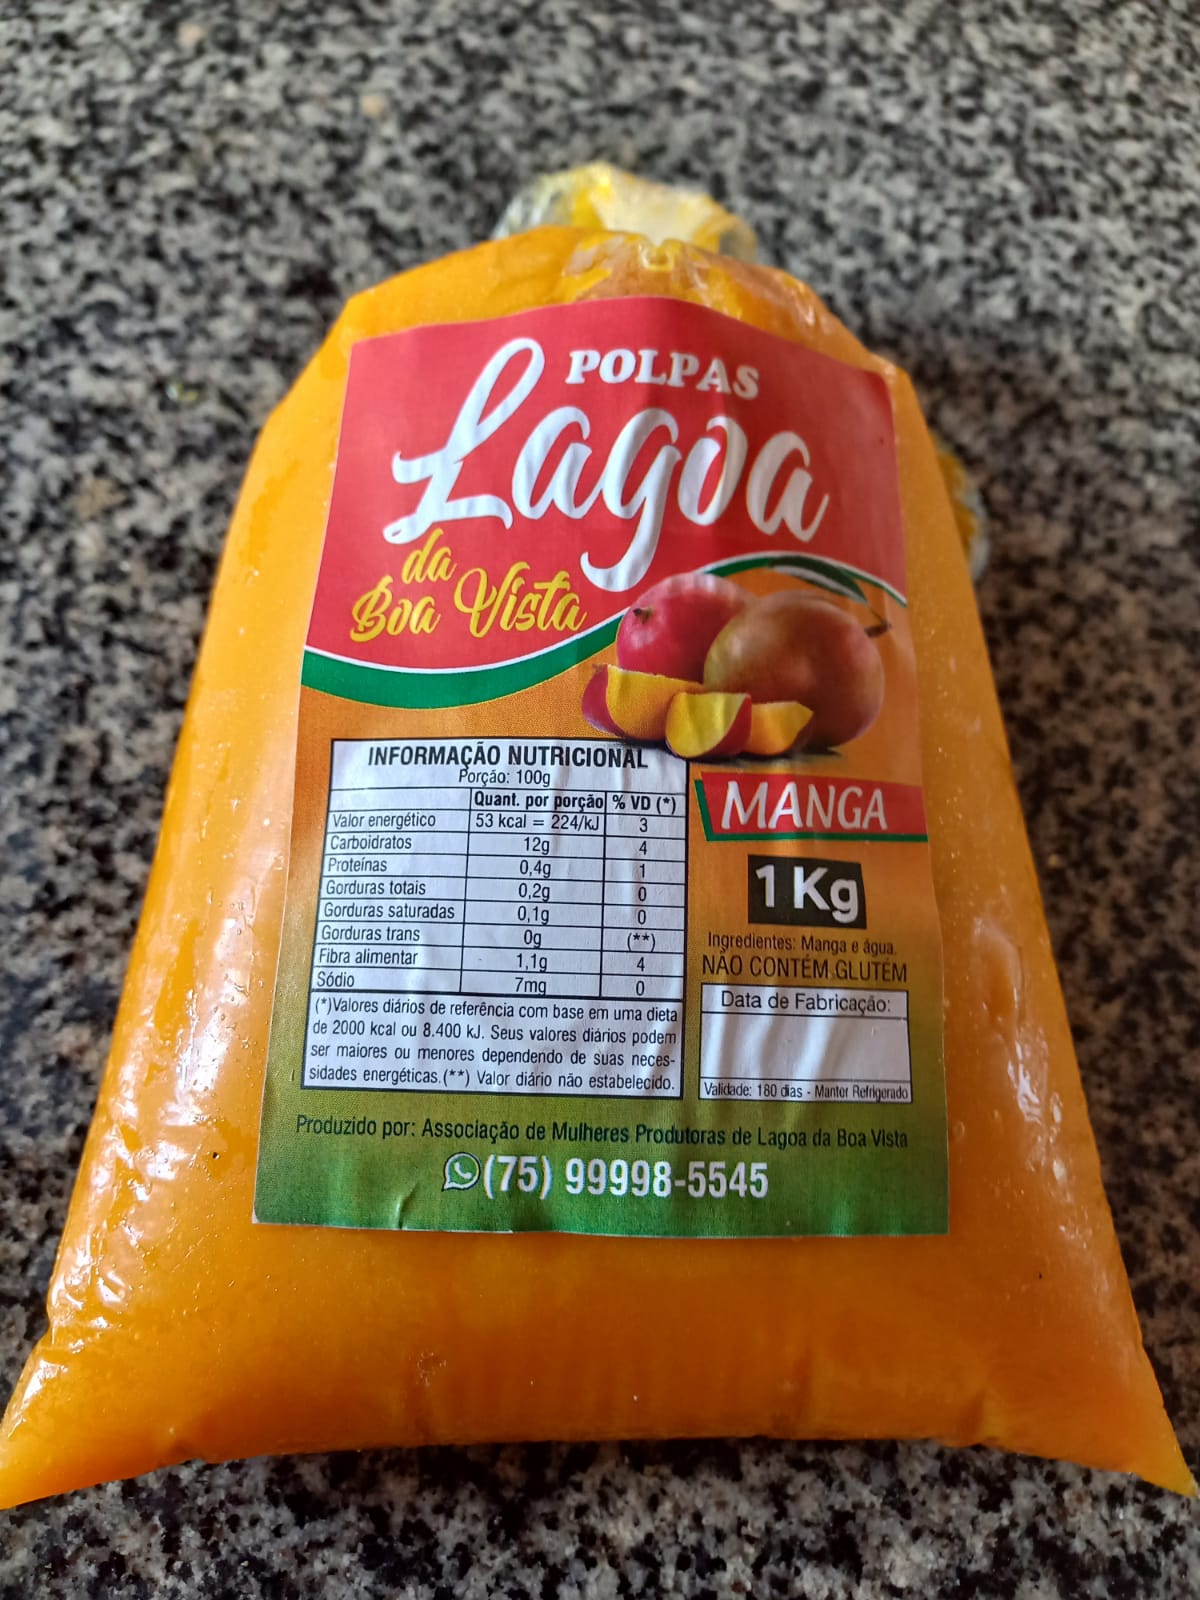 POLPAS
Lagoa
da
Boa Vista
INFORMAÇÃO NUTRICIONAL
Porção: 100g
Quant. por porção % VD (*)
Valor energético 53 kcal = 224/kJ 3
Carboidratos 12g 4
Proteínas 0,4g 1
Gorduras totais 0,2g 0
Gorduras saturadas 0,1g 0
Gorduras trans 0g (**)
Fibra alimentar 1,1g 4
Sódio 7mg 0
(*)Valores diários de referência com base em uma dieta
de 2000 kcal ou 8.400 kJ. Seus valores diários podem
ser maiores ou menores dependendo de suas neces-
sidades energéticas.(**) Valor diário não estabelecido.
MANGA
1 Kg
Ingredientes: Manga e água.
NÃO CONTÉM GLUTÉM
Data de Fabricação:
Validade: 180 dias - Manter Refrigerado
Produzido por: Associação de Mulheres Produtoras de Lagoa da Boa Vista
(75) 99998-5545